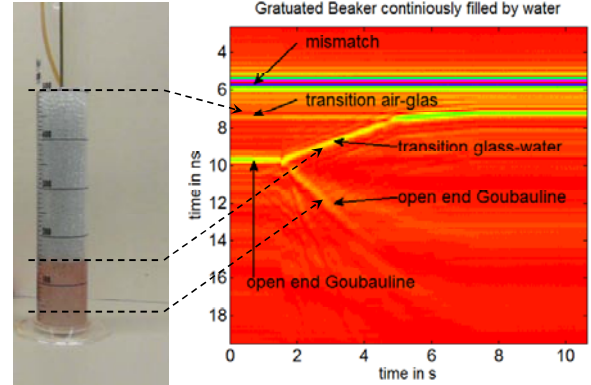 Gratuated Beaker continiously filled by water
mismatch
transition air-glas
transition glass-water
open end Goubauline
open end Goubauline
time in ns
4
6
8
10
12
14
16
18
0
2
4
6
8
10
time in s